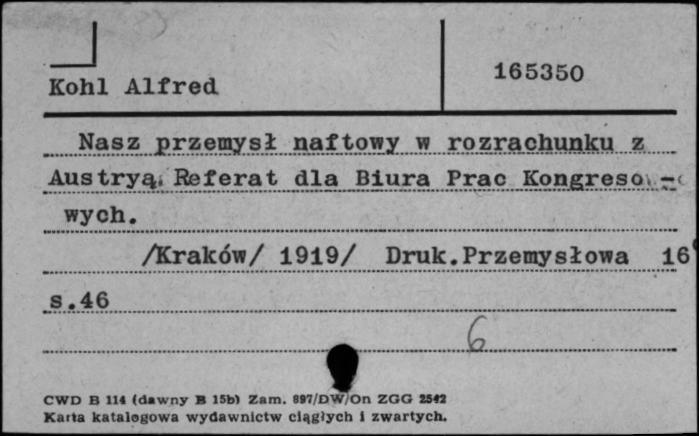 Kohl Alfred
165350
Nasz przemysł naftowy w rozrachunku z
Austryą. Referat dla Biura Prac Kongreso -
wych.
/Kraków/ 1919/ Druk.Przemysłowa 16°
s.46
6
CWD B 114 (dawny B 15b) Zam. 897/DW/On ZGG 2542
Karta katalogowa wydawnictw ciągłych i zwartych.